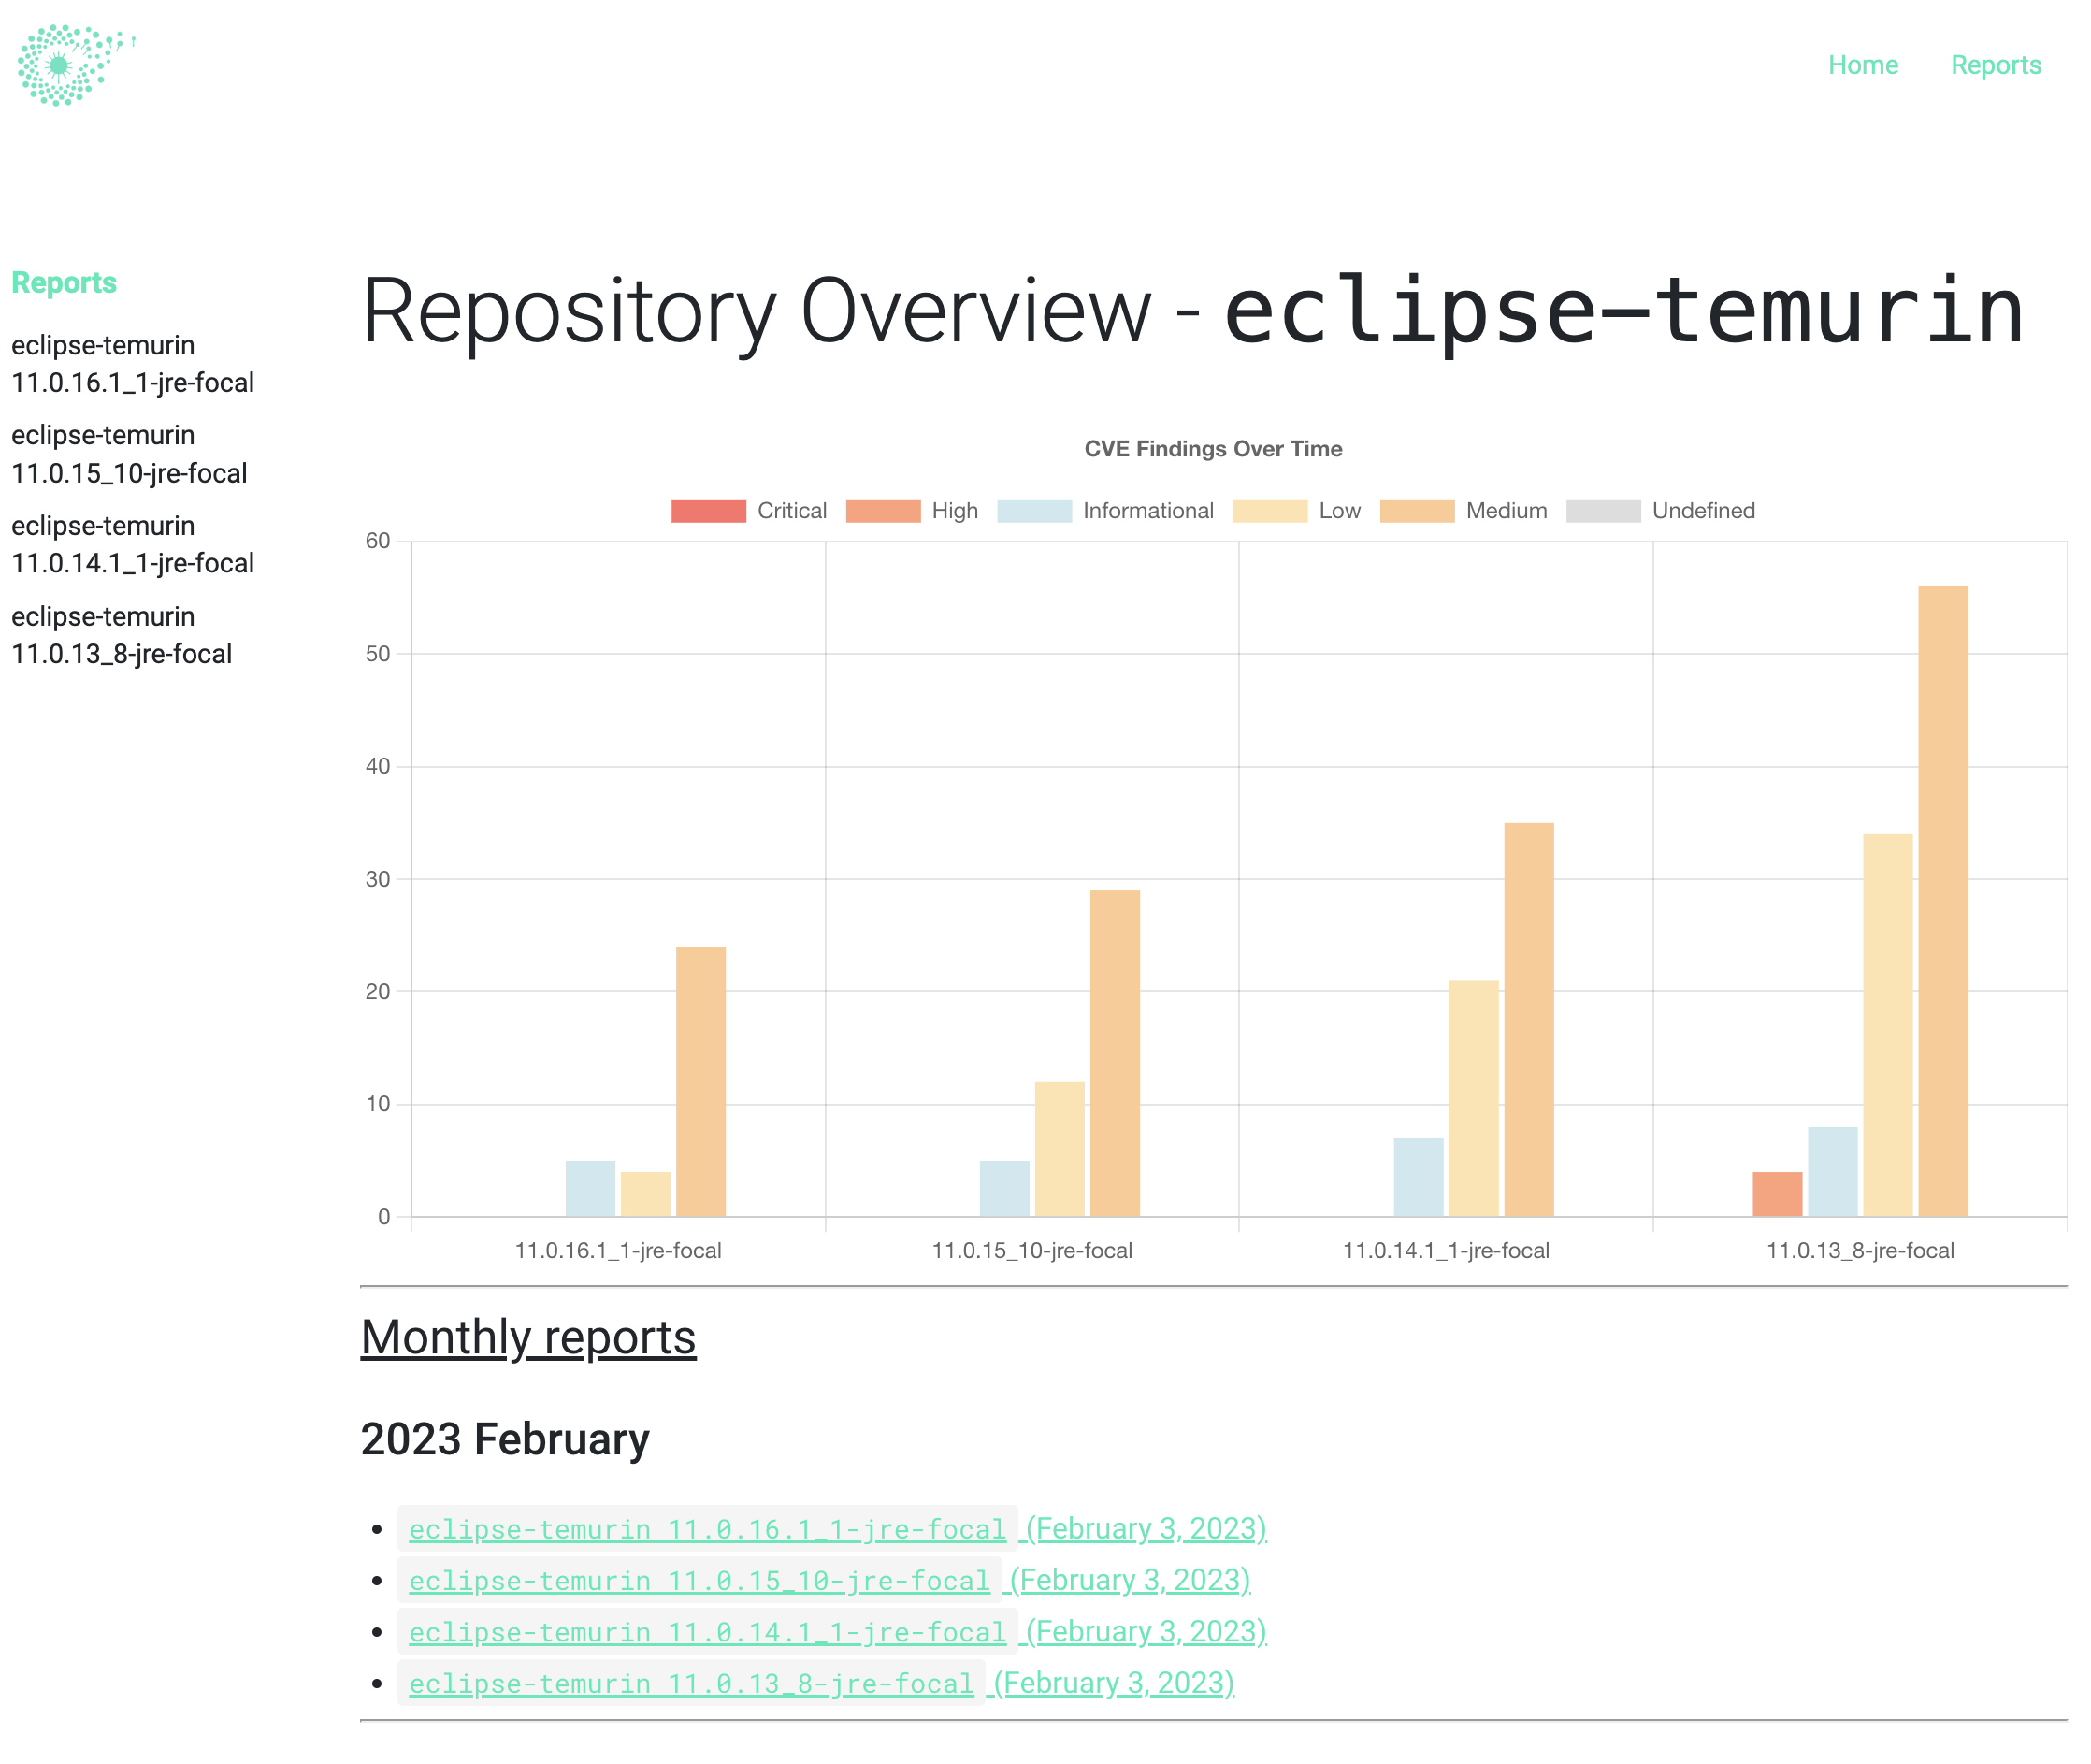 Home Reports
Reports
eclipse-temurin
11.0.16.1_1-jre-focal
eclipse-temurin
11.0.15_10-jre-focal
eclipse-temurin
11.0.14.1_1-jre-focal
eclipse-temurin
11.0.13_8-jre-focal
Repository Overview - eclipse-temurin
CVE Findings Over Time
Critical High Informational Low Medium Undefined
60
50
40
30
20
10
0
11.0.16.1_1-jre-focal 11.0.15_10-jre-focal 11.0.14.1_1-jre-focal 11.0.13_8-jre-focal
Monthly reports
2023 February
eclipse-temurin 11.0.16.1_1-jre-focal (February 3, 2023)
eclipse-temurin 11.0.15_10-jre-focal (February 3, 2023)
eclipse-temurin 11.0.14.1_1-jre-focal (February 3, 2023)
eclipse-temurin 11.0.13_8-jre-focal (February 3, 2023)